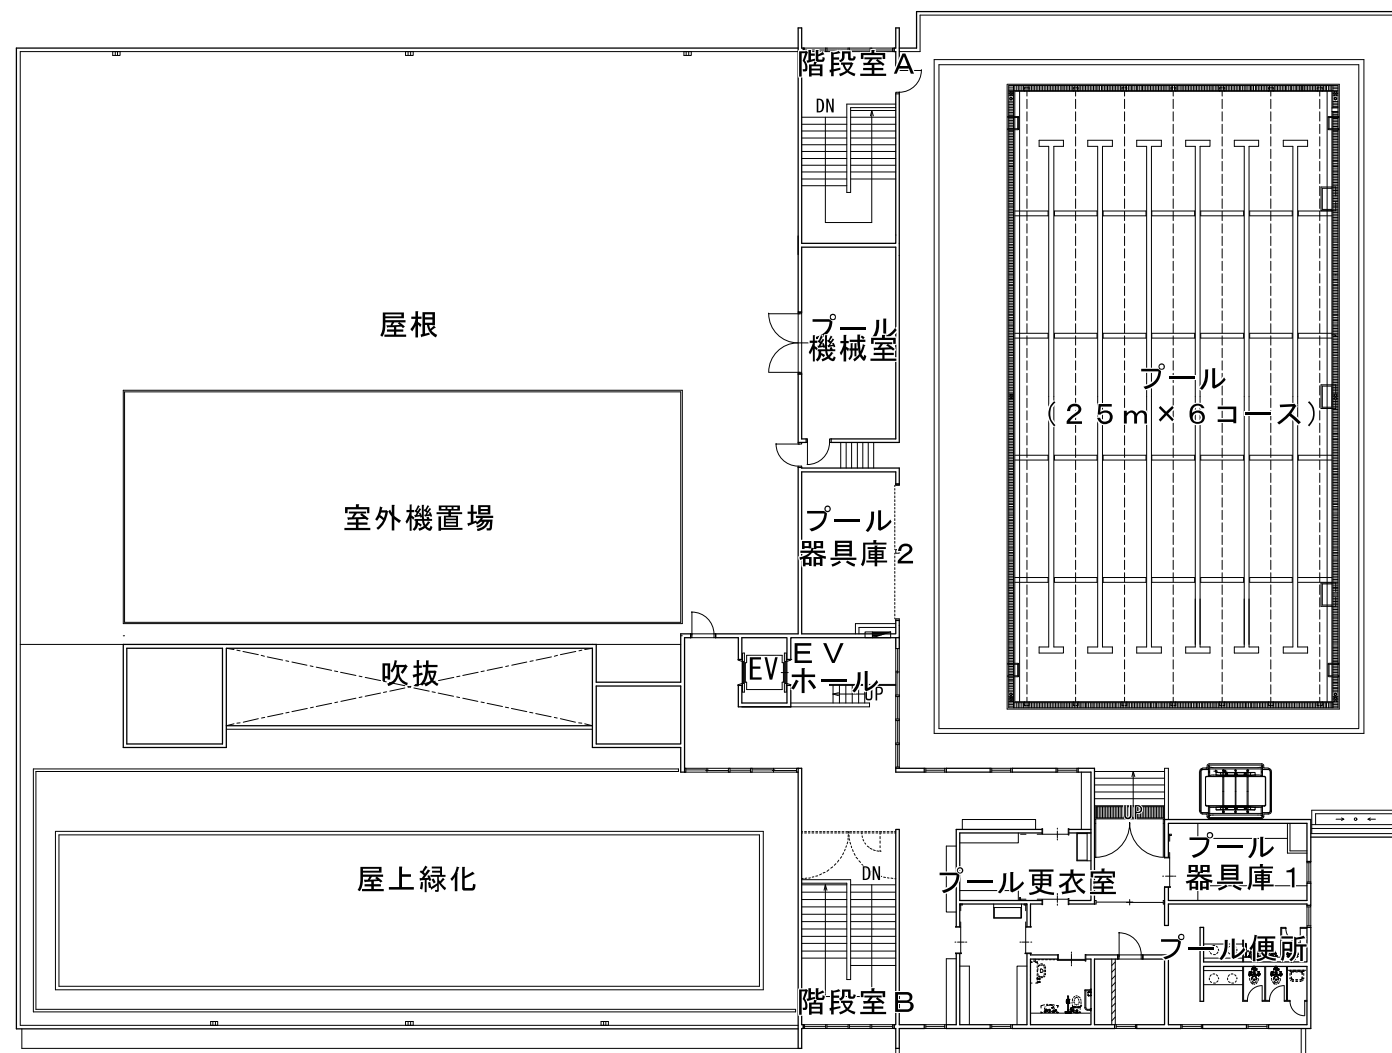 階段室A
DN
屋根
プール
機械室
プール
(25m×6コース)
室外機置場
プール
器具庫2
吹抜
EV
EV
ホール
UP
UP
屋上緑化
DN
プール更衣室
プール
器具庫1
プール便所
階段室B